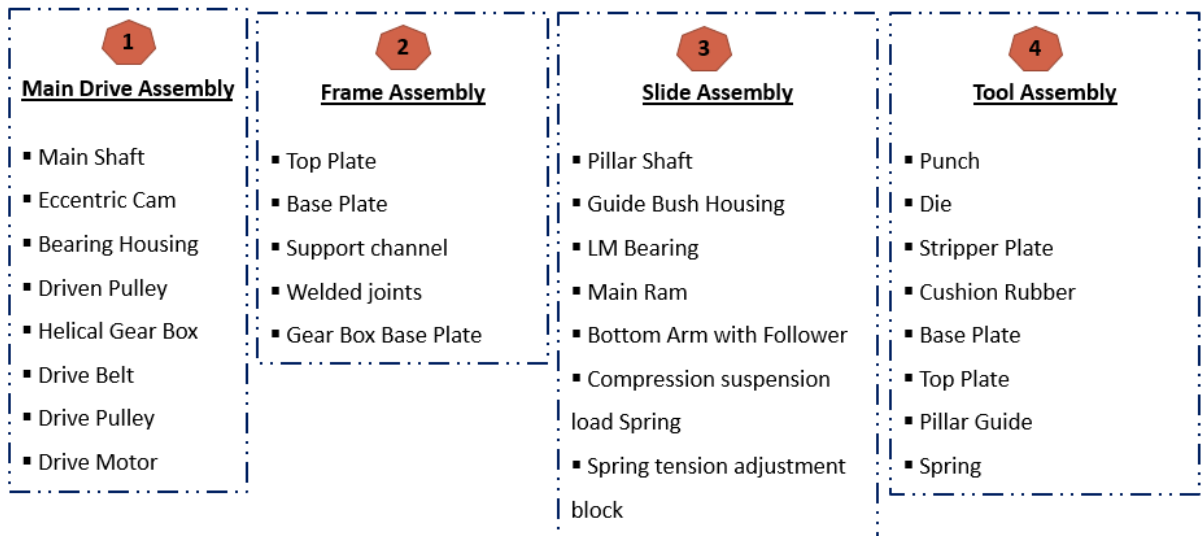 1
Main Drive Assembly
▪ Main Shaft
▪ Eccentric Cam
▪ Bearing Housing
▪ Driven Pulley
▪ Helical Gear Box
▪ Drive Belt
▪ Drive Pulley
▪ Drive Motor
2
Frame Assembly
▪ Top Plate
▪ Base Plate
▪ Support channel
▪ Welded joints
▪ Gear Box Base Plate
3
Slide Assembly
▪ Pillar Shaft
▪ Guide Bush Housing
▪ LM Bearing
▪ Main Ram
▪ Bottom Arm with Follower
▪ Compression suspension
load Spring
▪ Spring tension adjustment
block
4
Tool Assembly
▪ Punch
▪ Die
▪ Stripper Plate
▪ Cushion Rubber
▪ Base Plate
▪ Top Plate
▪ Pillar Guide
▪ Spring